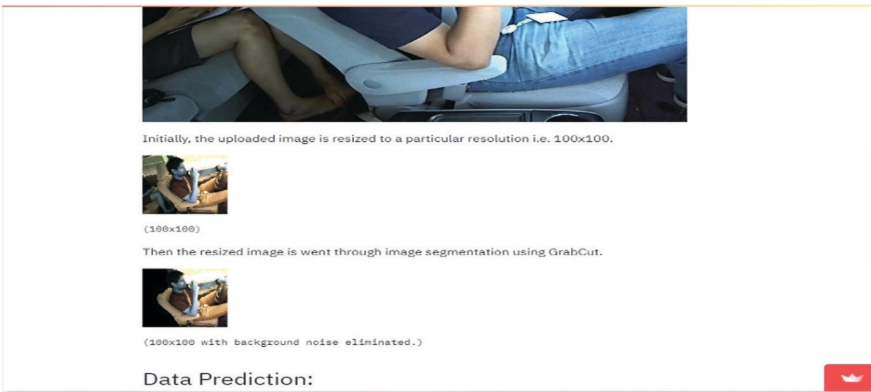 Initially, the uploaded image is resized to a particular resolution i.e. 100x100.
(100x100)
Then the resized image is went through image segmentation using GrabCut.
(100x100 with background noise eliminated.)
Data Prediction: